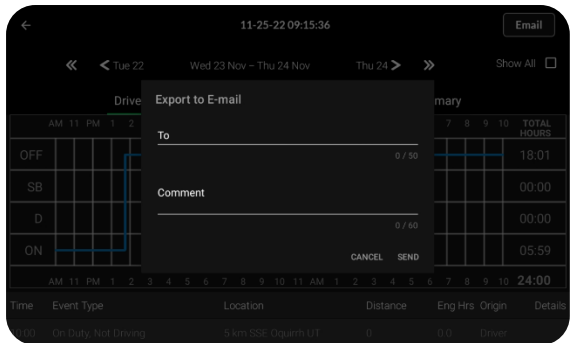 11-25-22 09:15:36
Email
Tue 22
Wed 23 Nov – Thu 24 Nov
Thu 24
Show All
Drive
Export to E-mail
mary
AM 11 PM 1 2
7 8 9 10 TOTAL HOURS
To
0 / 50
OFF
18:01
SB
00:00
Comment
D
00:00
0 / 60
ON
05:59
CANCEL SEND
AM 11 PM 1 2 3 4 5 6 7 8 9 10 11 AM 1 2 3 4 5 6 7 8 9 10 24:00
Time Event Type Location Distance Eng Hrs Origin Details
0:00 On Duty, Not Driving 5 km SSE Oquirrh UT 0 0.0 Driver